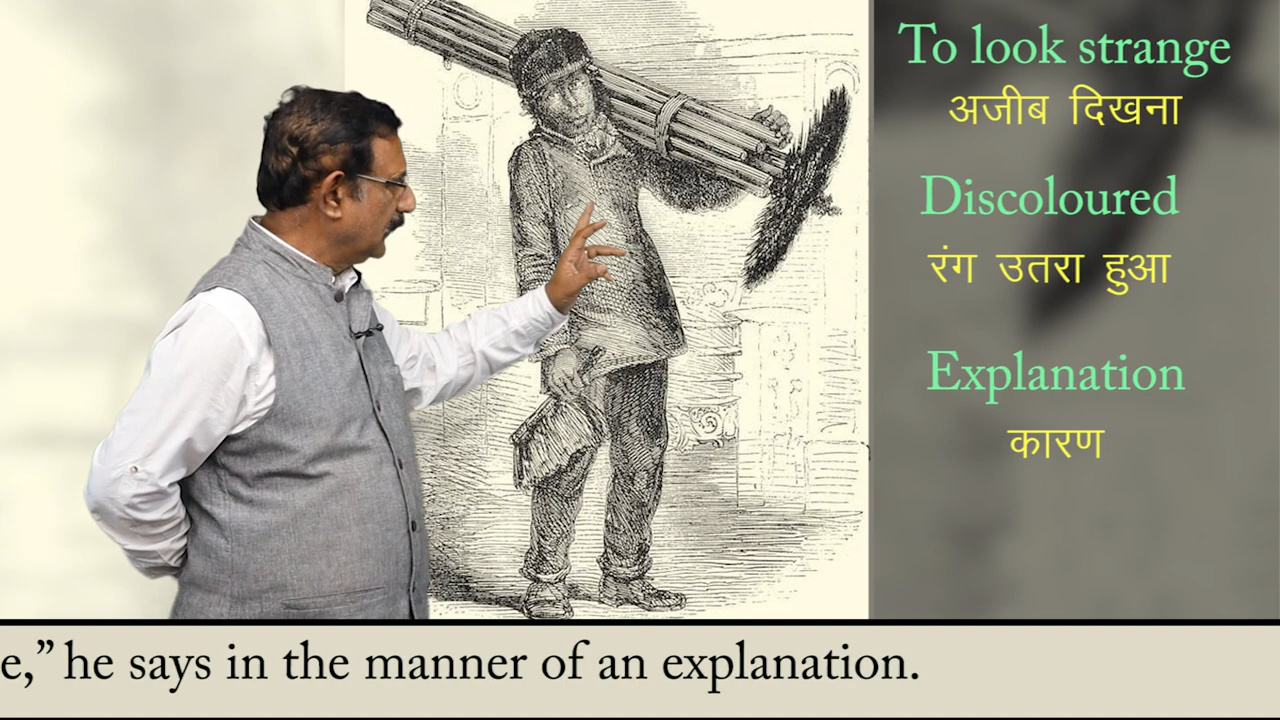 To look strange
अजीब दिखना
Discoloured
रंग उतरा हुआ
Explanation
कारण
e,” he says in the manner of an explanation.